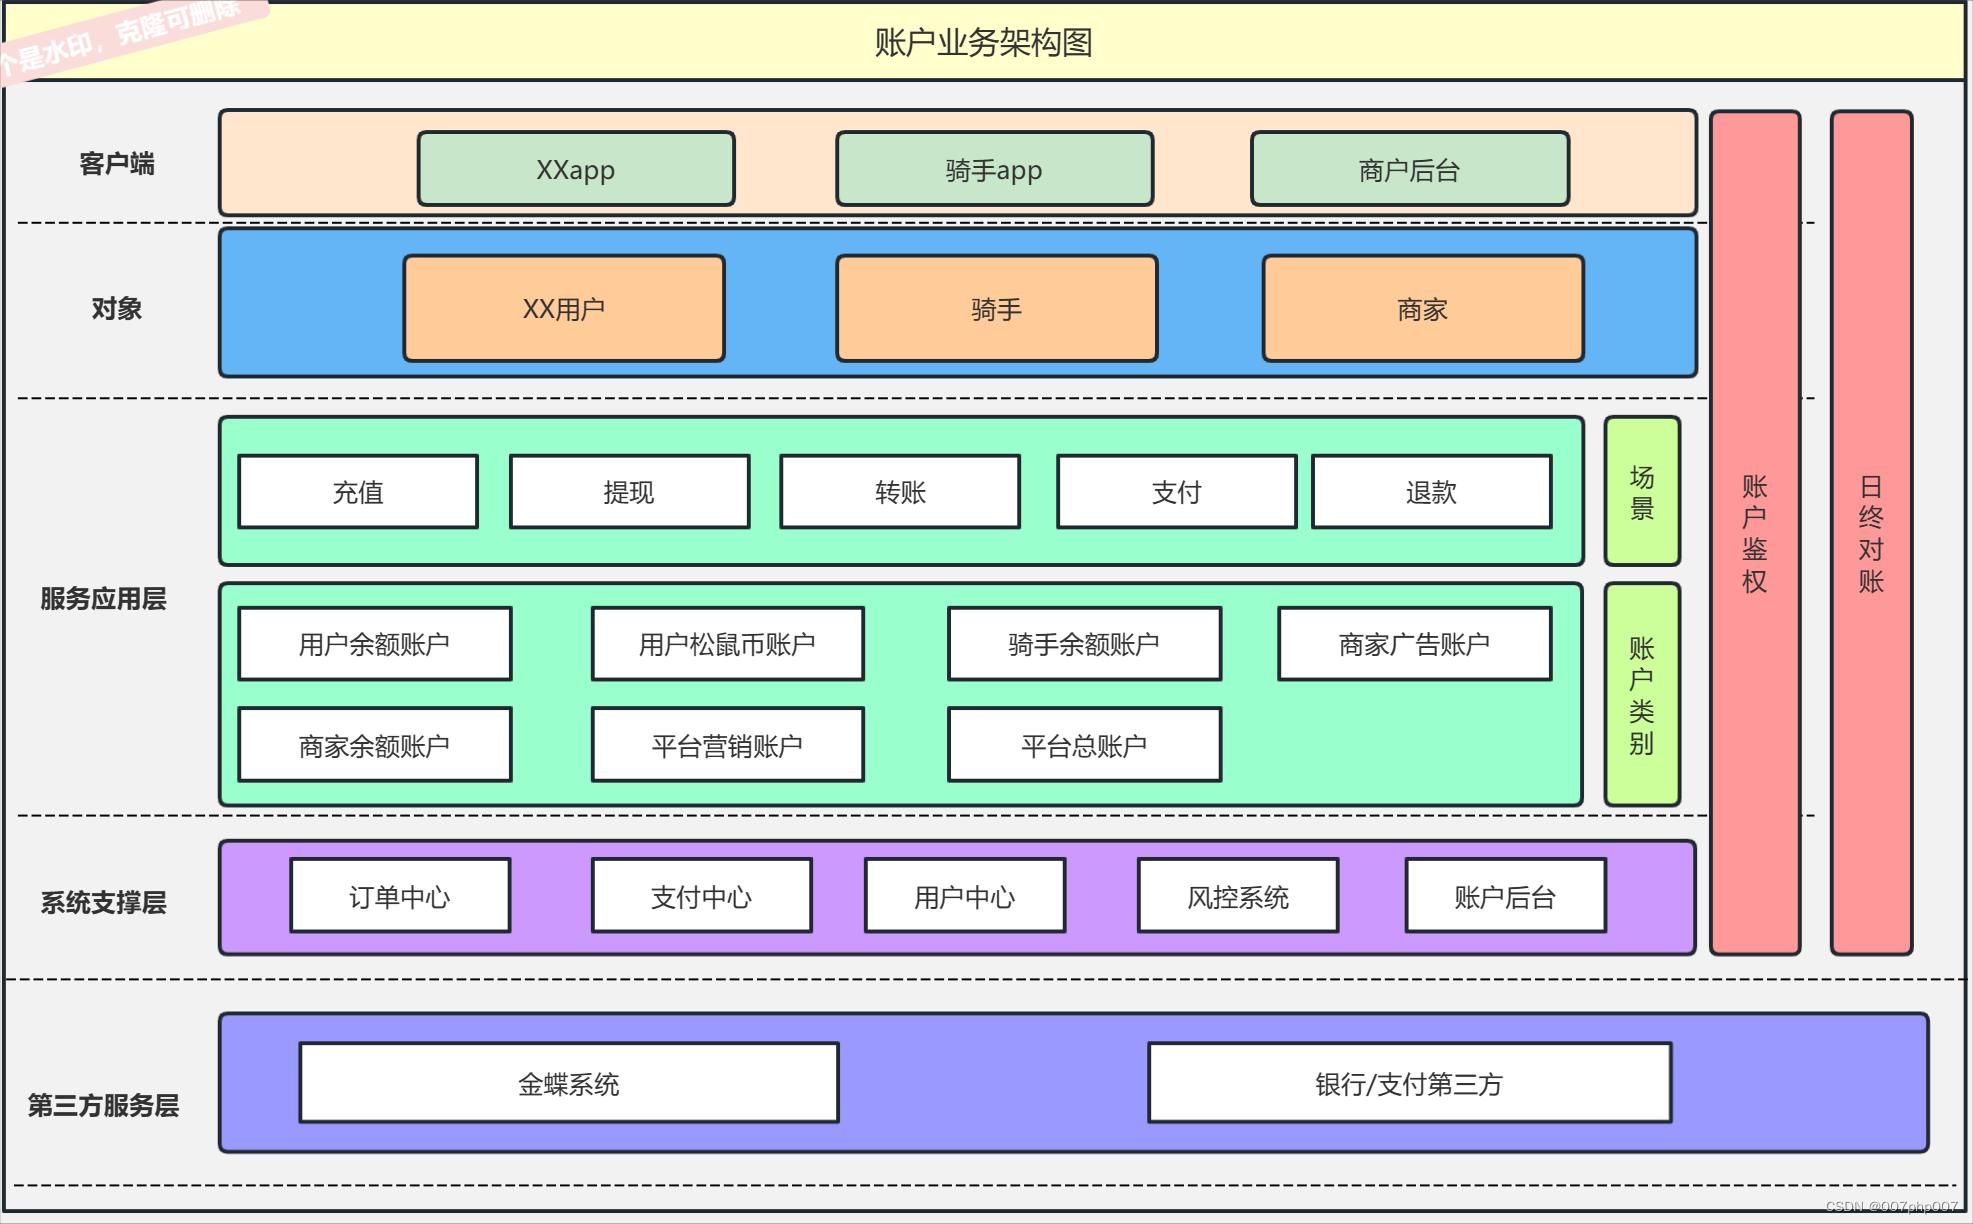 个是水印，克隆可删除
账户业务架构图
客户端
XXapp
骑手app
商户后台
对象
XX用户
骑手
商家
服务应用层
充值
提现
转账
支付
退款
场景
用户余额账户
用户松鼠币账户
骑手余额账户
商家广告账户
商家余额账户
平台营销账户
平台总账户
账户类别
账户鉴权
日终对账
系统支撑层
订单中心
支付中心
用户中心
风控系统
账户后台
第三方服务层
金蝶系统
银行/支付第三方
CSDN @007php007